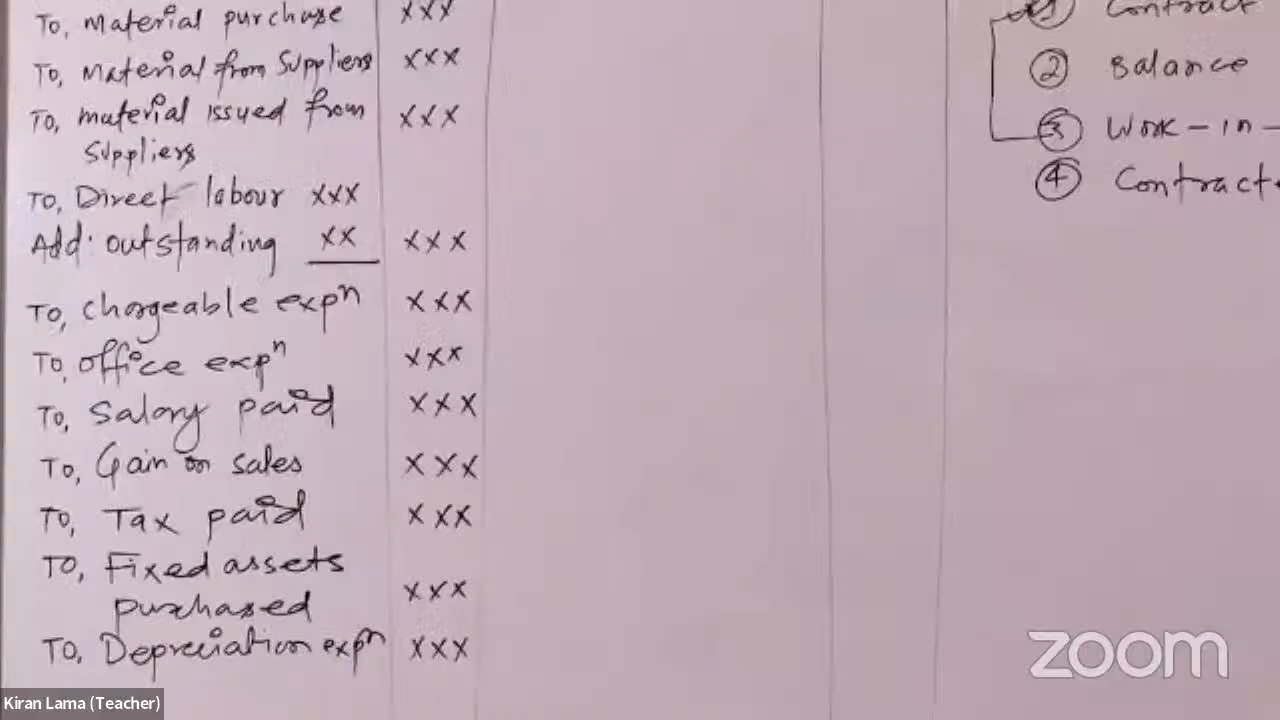 To, Material purchase xxx
To, Material from Suppliers xxx
To, material issued from xxx
Suppliers
To, Direct labour xxx
Add: outstanding xx xxx
To, Chargeable expn xxx
To, office expn xxx
To, Salary paid xxx
To, Gain on sales xxx
To, Tax paid xxx
To, Fixed assets
purchased xxx
To, Depreciation expn xxx
① Contract
② Balance
③ Work-in-
④ Contract
zoom
Kiran Lama (Teacher)